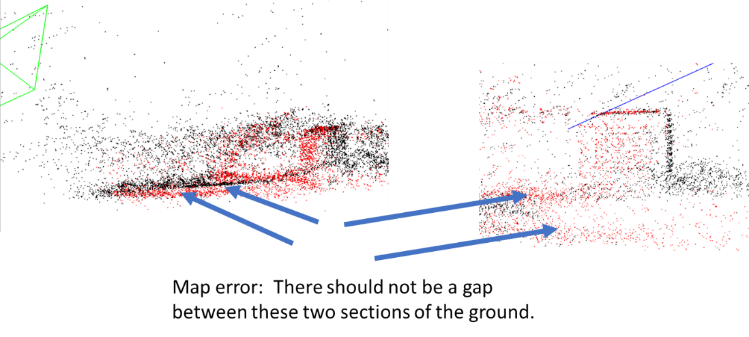 Map error:  There should not be a gap
between these two sections of the ground.